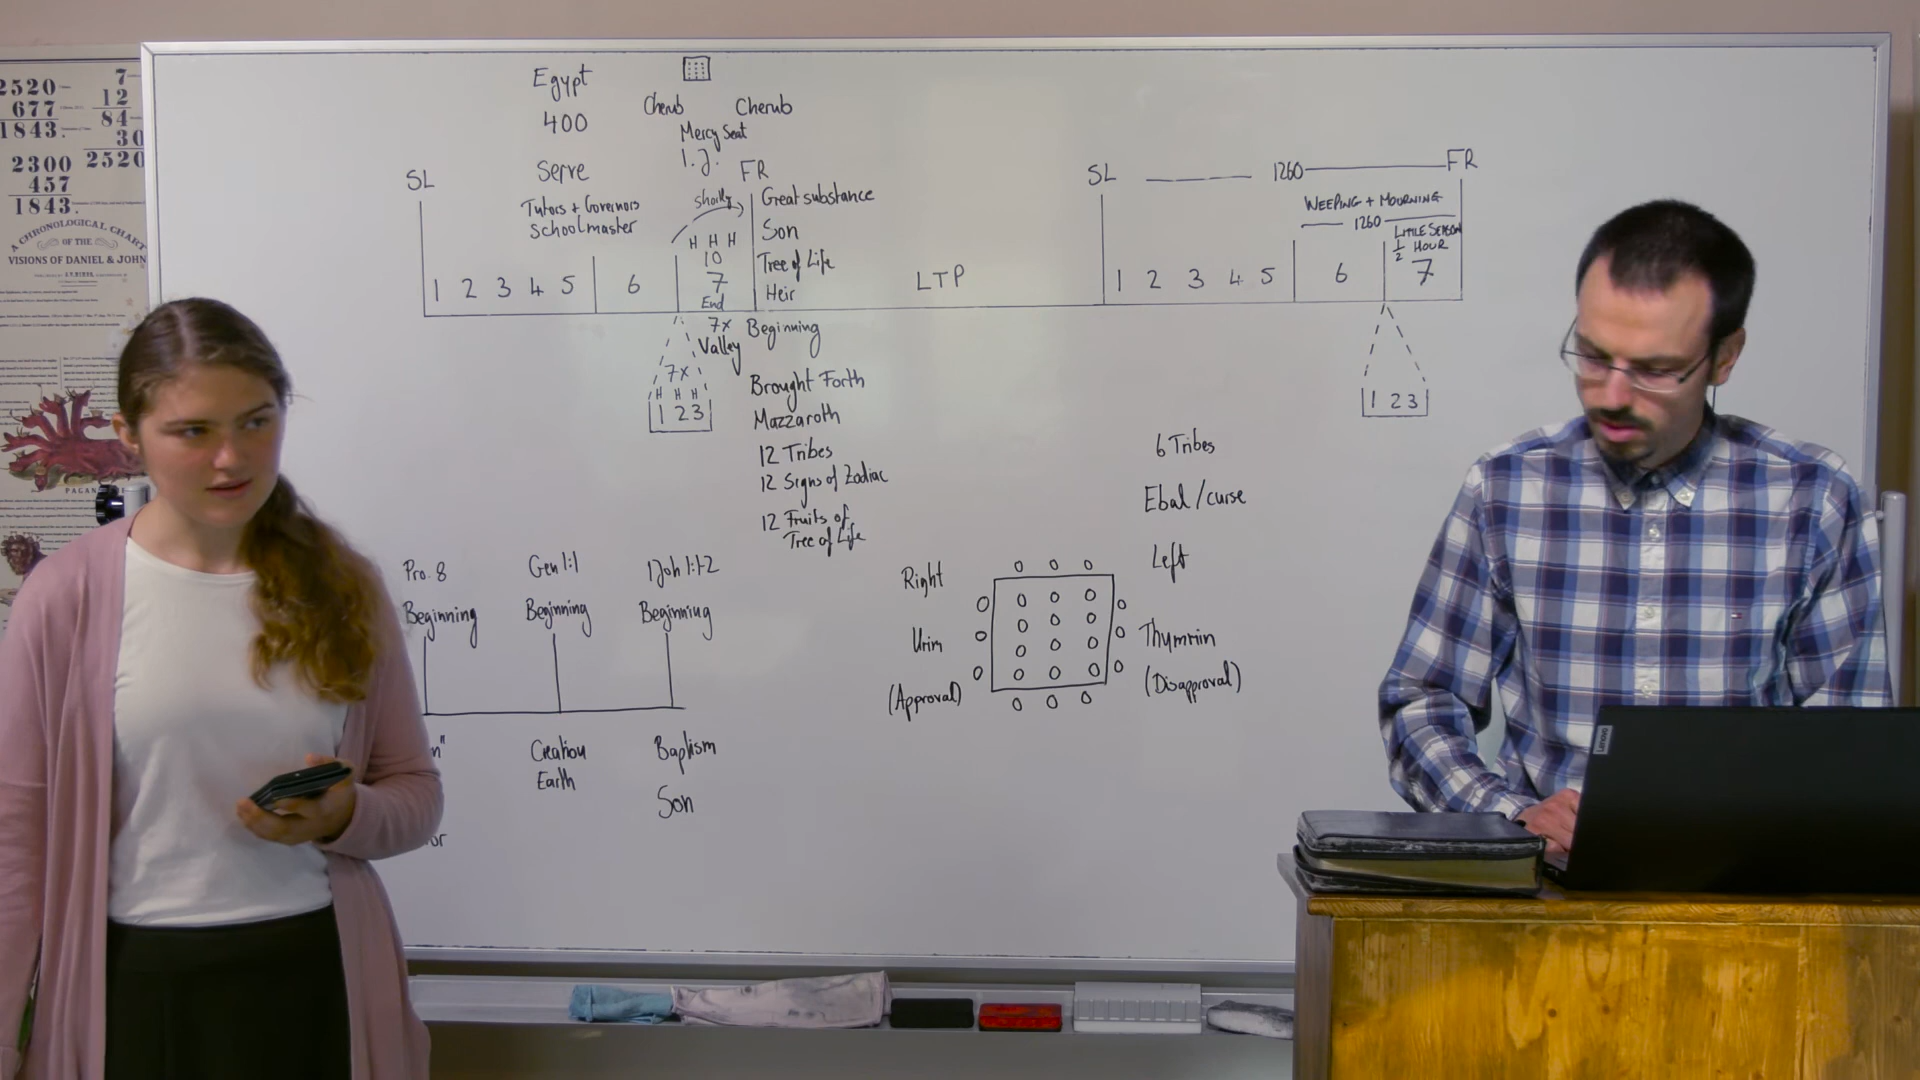 2520
677
1843.
2300
457
1843.
7
12
84
30
2520
A CHRONOLOGICAL CHART
OF THE
VISIONS OF DANIEL & JOHN
PAGAN
Egypt
400
Serve
Tutors + Governors
Schoolmaster
Cherub Cherub
Mercy Seat
1. J.
SL
FR
shortly
Great substance
Son
Tree of Life
Heir
H H H
10
1 2 3 4 5 6 7
End
7x Beginning
Valley
7x
H H H
1 2 3
Brought Forth
Mazzaroth
12 Tribes
12 Signs of Zodiac
12 Fruits of
Tree of Life
LTP
SL 1260 FR
WEEPING + MOURNING
1260
LITTLE SEASON
1/2 HOUR
1 2 3 4 5 6 7
1 2 3
6 Tribes
Ebal/curse
Left
Right
Urim
(Approval)
Thummin
(Disapproval)
Pro. 8 Gen 1:1 1 Joh 1:1-2
Beginning Beginning Beginning
n" Creation Baptism
Earth Son
or
Lenovo